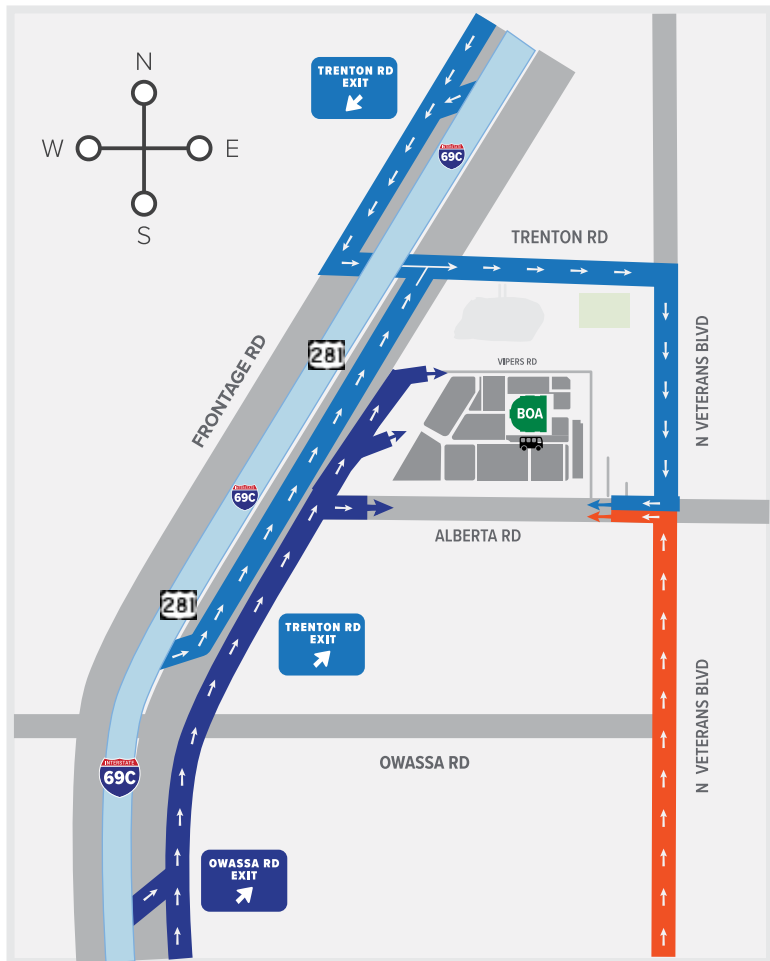 N
W
E
S
TRENTON RD
EXIT
69C
TRENTON RD
FRONTAGE RD
281
VIPERS RD
N VETERANS BLVD
BOA
69C
ALBERTA RD
281
TRENTON RD
EXIT
N VETERANS BLVD
OWASSA RD
INTERSTATE
69C
OWASSA RD
EXIT